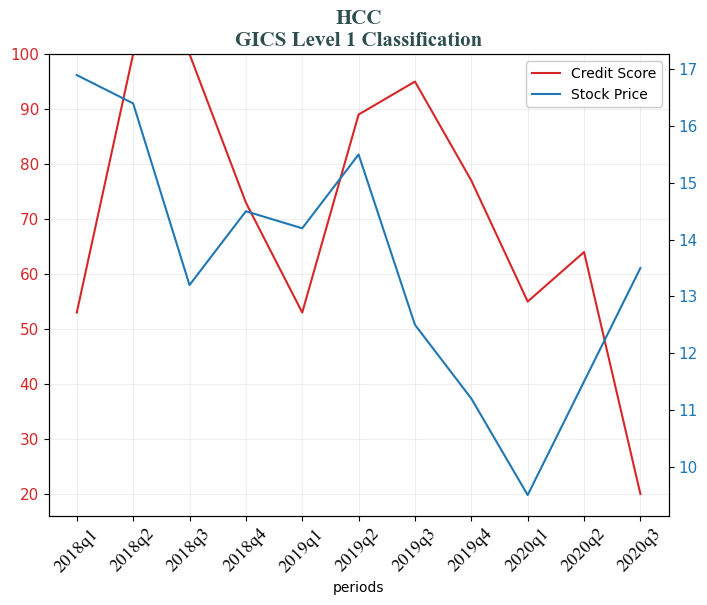 HCC
GICS Level 1 Classification
Credit Score
Stock Price
100
90
80
70
60
50
40
30
20
17
16
15
14
13
12
11
10
2018q1
2018q2
2018q3
2018q4
2019q1
2019q2
2019q3
2019q4
2020q1
2020q2
2020q3
periods